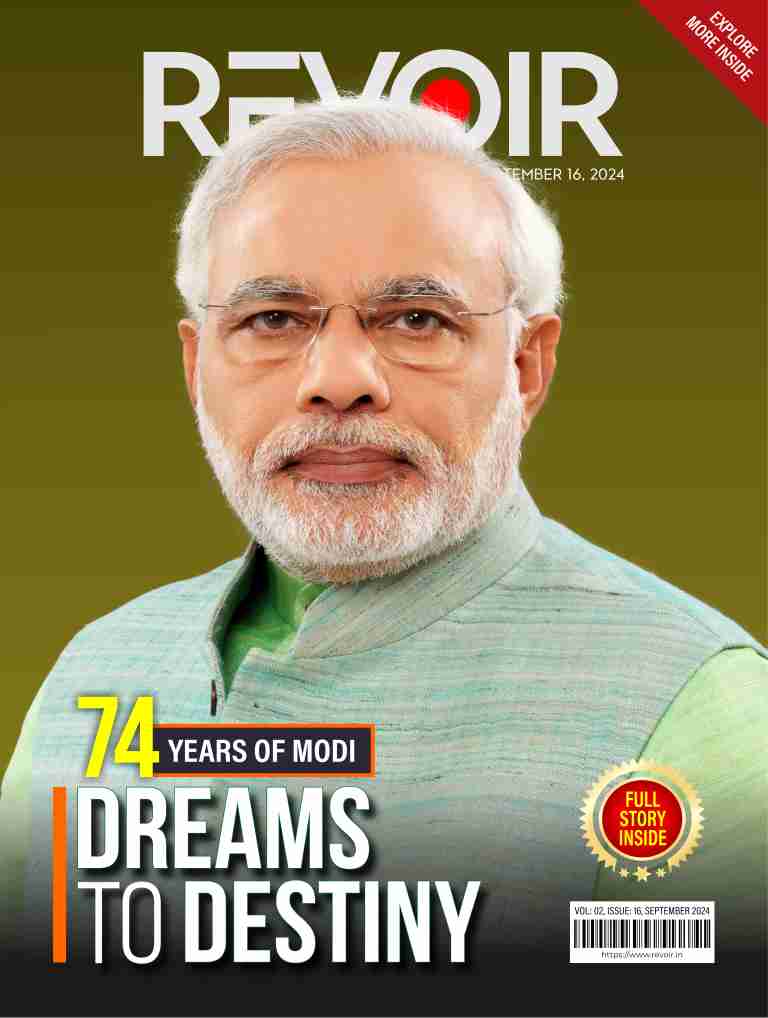 EXPLORE
MORE INSIDE
REVOIR
TEMBER 16, 2024
74
YEARS OF MODI
DREAMS
TO DESTINY
FULL
STORY
INSIDE
VOL: 02, ISSUE: 16, SEPTEMBER 2024
https://www.revoir.in